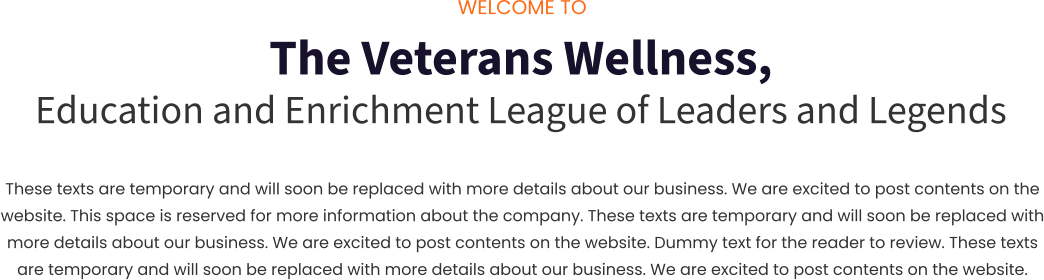 WELCOME TO
The Veterans Wellness,
Education and Enrichment League of Leaders and Legends
These texts are temporary and will soon be replaced with more details about our business. We are excited to post contents on the
website. This space is reserved for more information about the company. These texts are temporary and will soon be replaced with
more details about our business. We are excited to post contents on the website. Dummy text for the reader to review. These texts
are temporary and will soon be replaced with more details about our business. We are excited to post contents on the website.